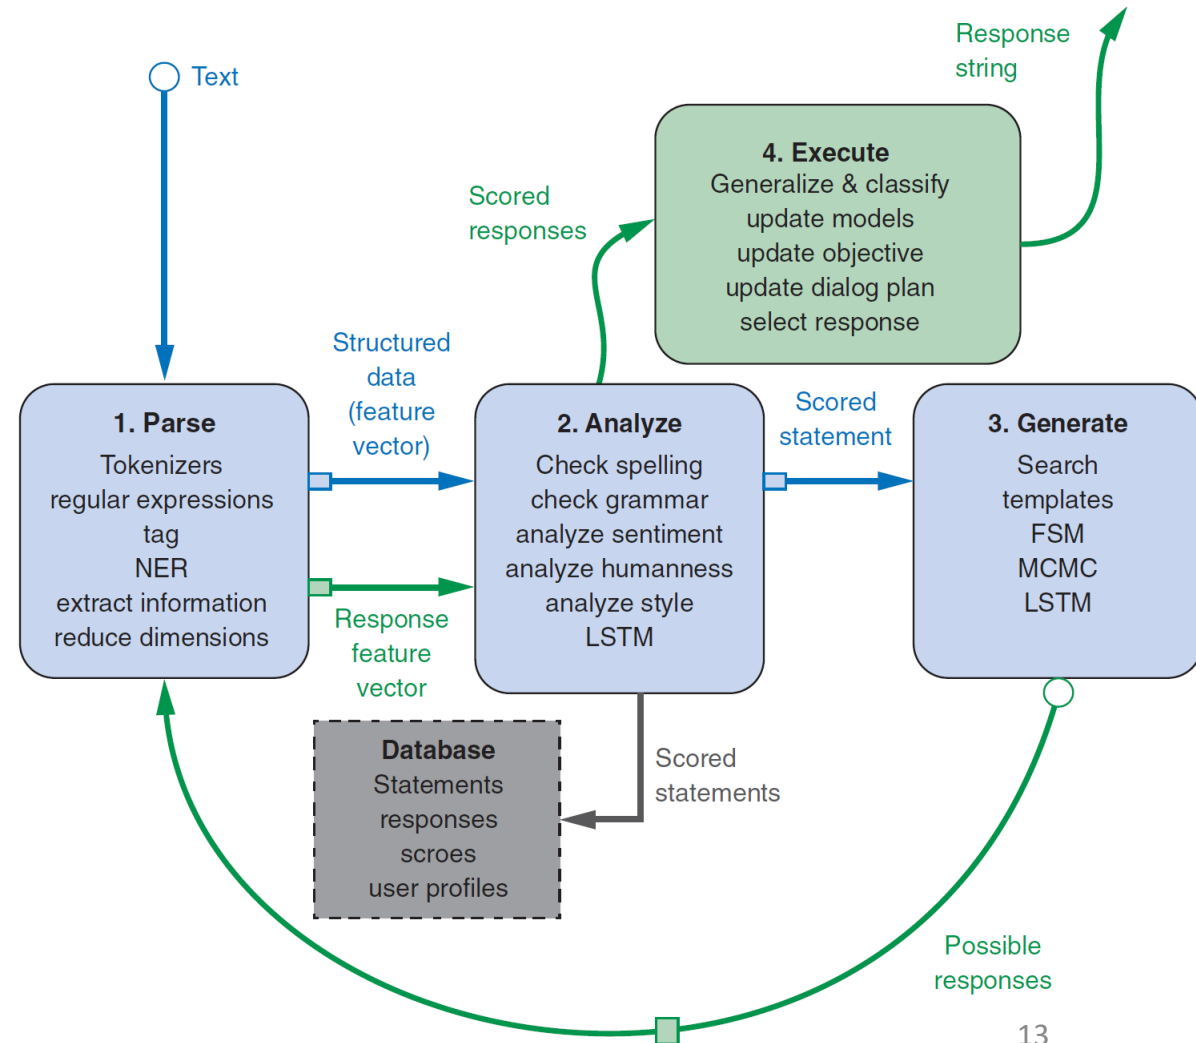 Text
Response
string
4. Execute
Generalize & classify
update models
update objective
update dialog plan
select response
Scored
responses
Structured
data
(feature
vector)
1. Parse
Tokenizers
regular expressions
tag
NER
extract information
reduce dimensions
2. Analyze
Check spelling
check grammar
analyze sentiment
analyze humanness
analyze style
LSTM
Scored
statement
3. Generate
Search
templates
FSM
MCMC
LSTM
Response
feature
vector
Database
Statements
responses
scroes
user profiles
Scored
statements
Possible
responses
13